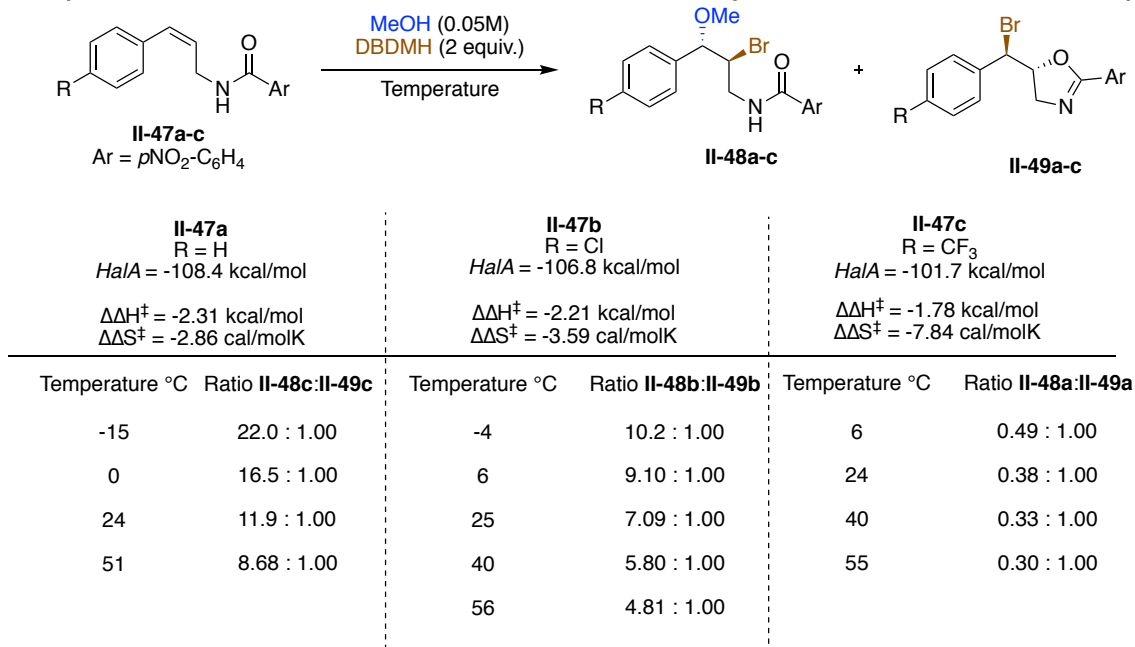 MeOH (0.05M)
DBDMH (2 equiv.)
Temperature
R
O
N
H
Ar
II-47a-c
Ar = pNO2-C6H4
OMe
Br
O
R
N
H
Ar
II-48a-c
+
Br
O
Ar
N
R
II-49a-c
II-47a
R = H
HalA = -108.4 kcal/mol
ΔΔH‡ = -2.31 kcal/mol
ΔΔS‡ = -2.86 cal/molK
II-47b
R = Cl
HalA = -106.8 kcal/mol
ΔΔH‡ = -2.21 kcal/mol
ΔΔS‡ = -3.59 cal/molK
II-47c
R = CF3
HalA = -101.7 kcal/mol
ΔΔH‡ = -1.78 kcal/mol
ΔΔS‡ = -7.84 cal/molK
Temperature °C Ratio II-48c:II-49c Temperature °C Ratio II-48b:II-49b Temperature °C Ratio II-48a:II-49a
-15 22.0 : 1.00 -4 10.2 : 1.00 6 0.49 : 1.00
0 16.5 : 1.00 6 9.10 : 1.00 24 0.38 : 1.00
24 11.9 : 1.00 25 7.09 : 1.00 40 0.33 : 1.00
51 8.68 : 1.00 40 5.80 : 1.00 55 0.30 : 1.00
56 4.81 : 1.00